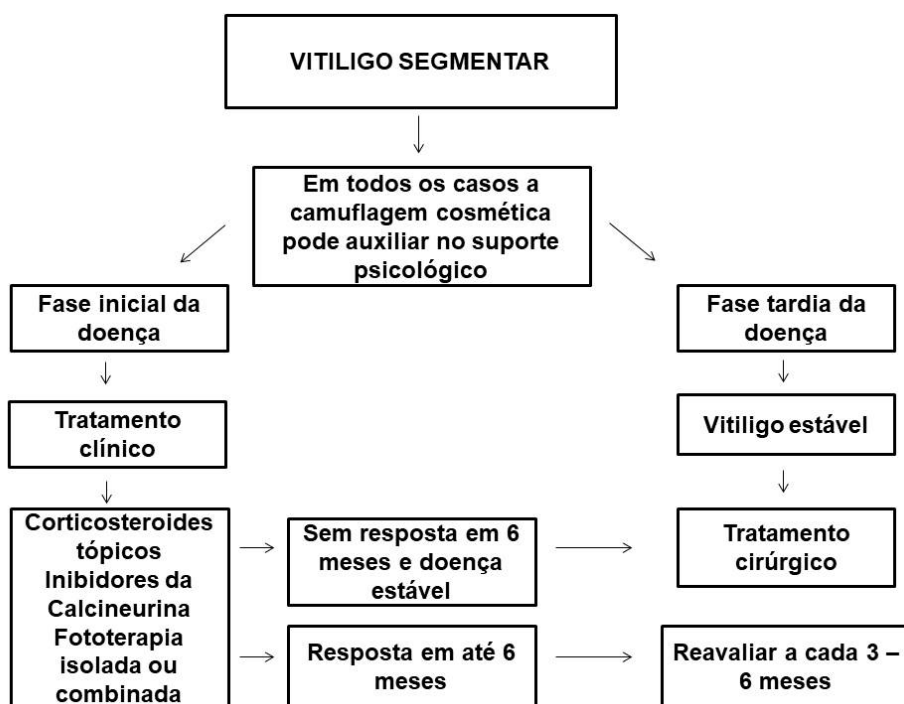 VITILIGO SEGMENTAR
Em todos os casos a
camuflagem cosmética
pode auxiliar no suporte
psicológico
Fase inicial da
doença
Fase tardia da
doença
Tratamento
clínico
Vitiligo estável
Corticosteroides
tópicos
Inibidores da
Calcineurina
Fototerapia
isolada ou
combinada
Sem resposta em 6
meses e doença
estável
Tratamento
cirúrgico
Resposta em até 6
meses
Reavaliar a cada 3 –
6 meses